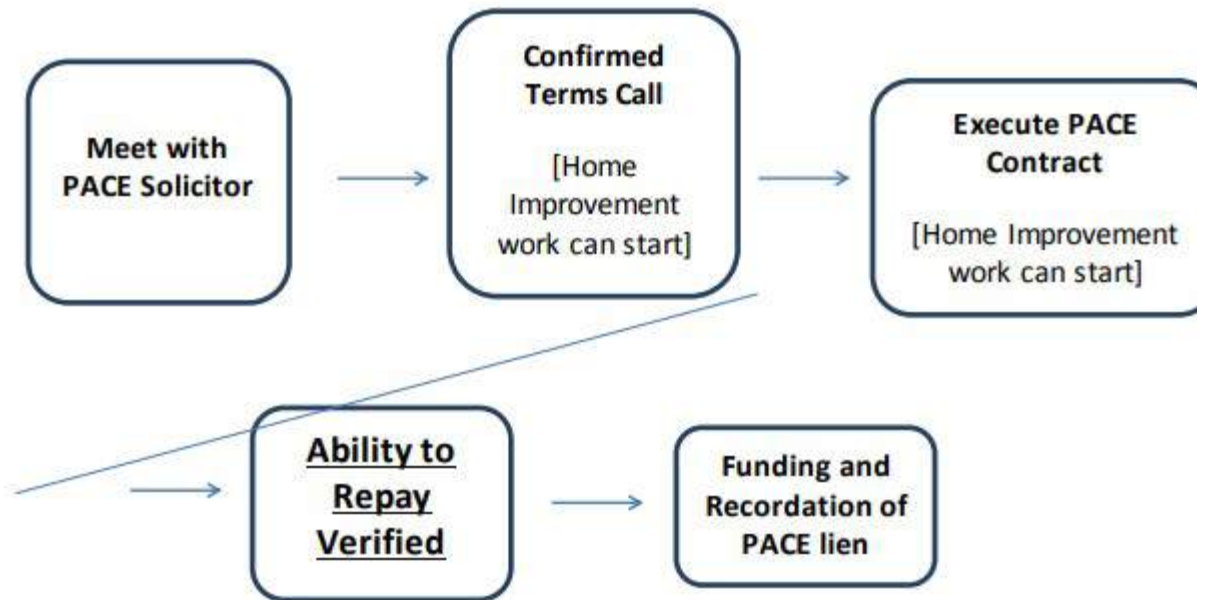 Meet with
PACE Solicitor
Confirmed
Terms Call
[Home
Improvement
work can start]
Execute PACE
Contract
[Home Improvement
work can start]
Ability to
Repay
Verified
Funding and
Recordation of
PACE lien